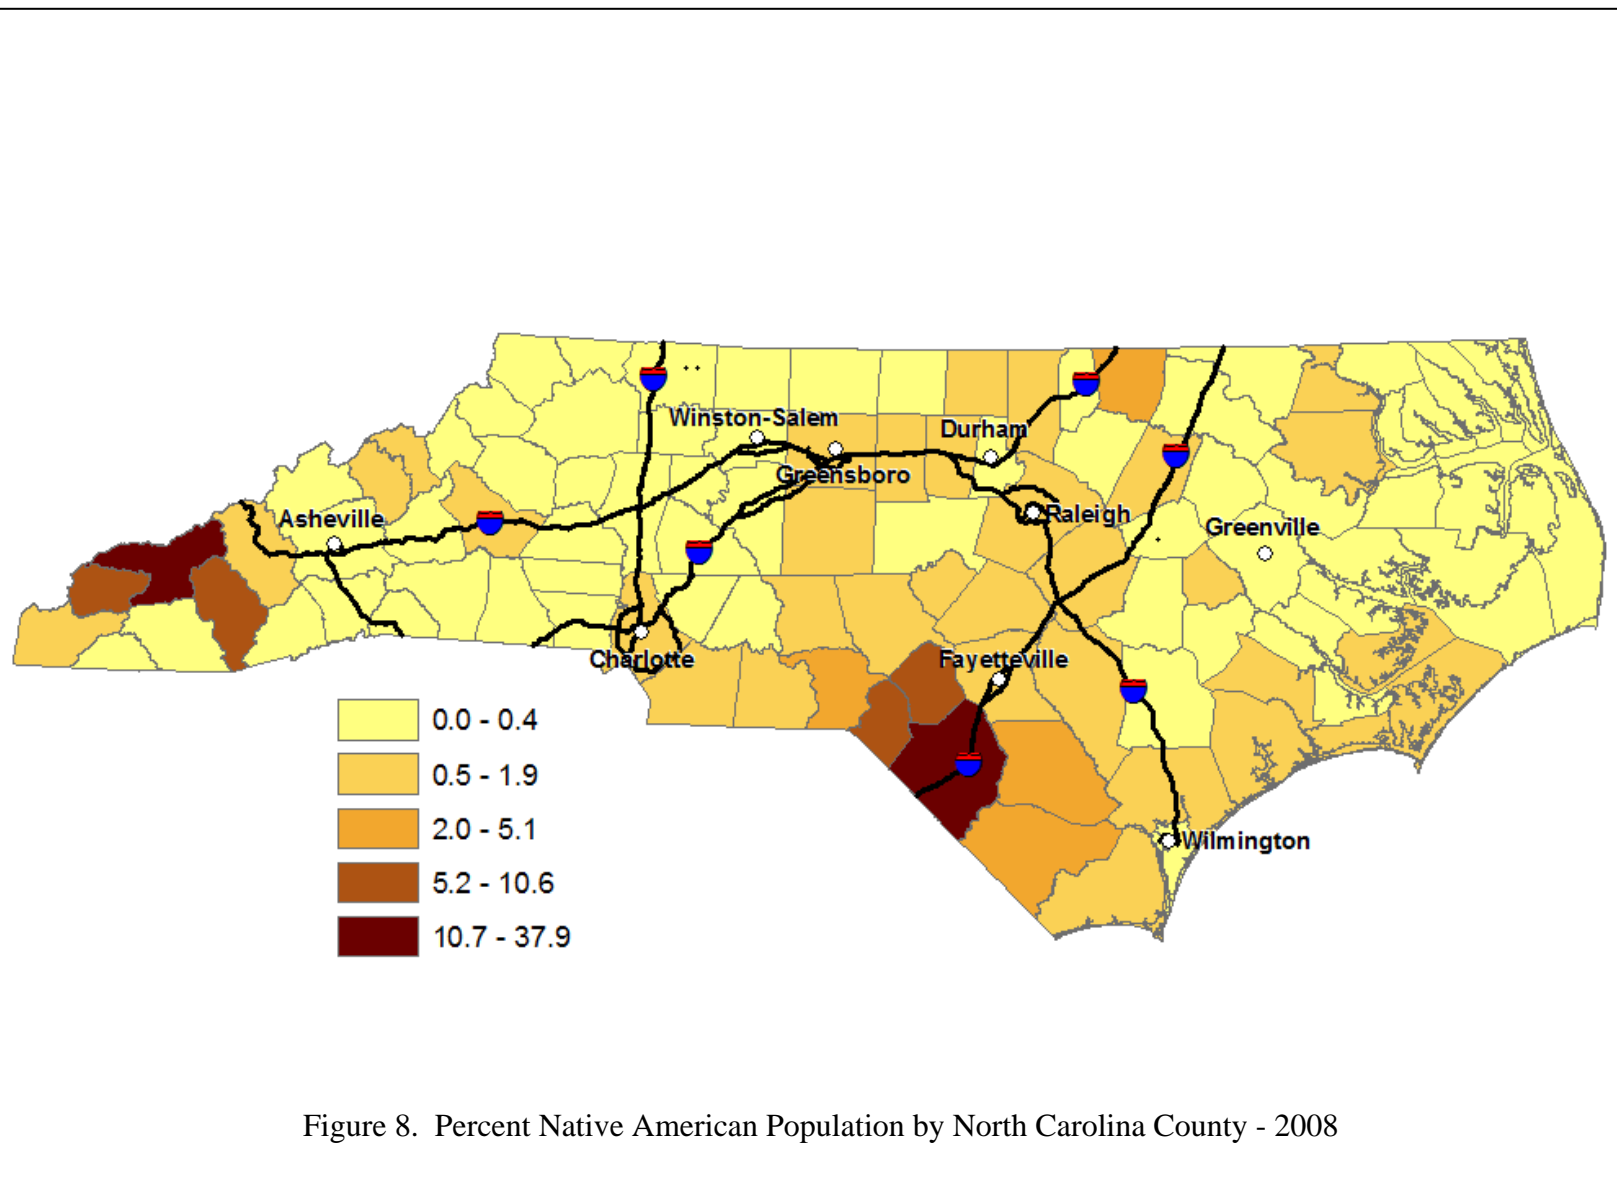 Winston-Salem
Durham
Greensboro
Asheville
Raleigh
Greenville
Charlotte
Fayetteville
Wilmington
0.0 - 0.4
0.5 - 1.9
2.0 - 5.1
5.2 - 10.6
10.7 - 37.9
Figure 8.  Percent Native American Population by North Carolina County - 2008